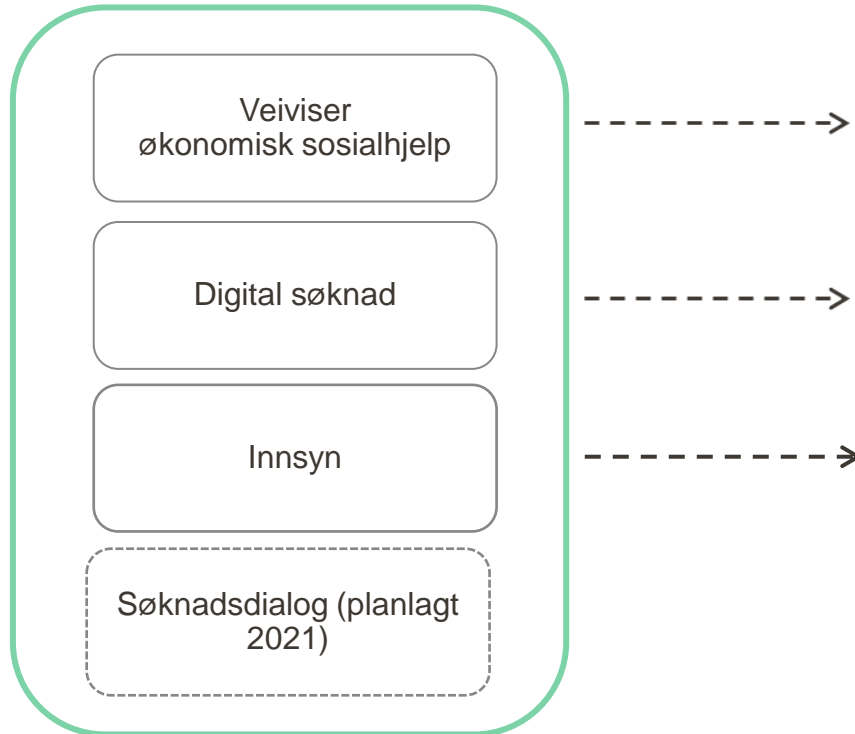 Veiviser
økonomisk sosialhjelp
Digital søknad
Innsyn
Søknadsdialog (planlagt
2021)